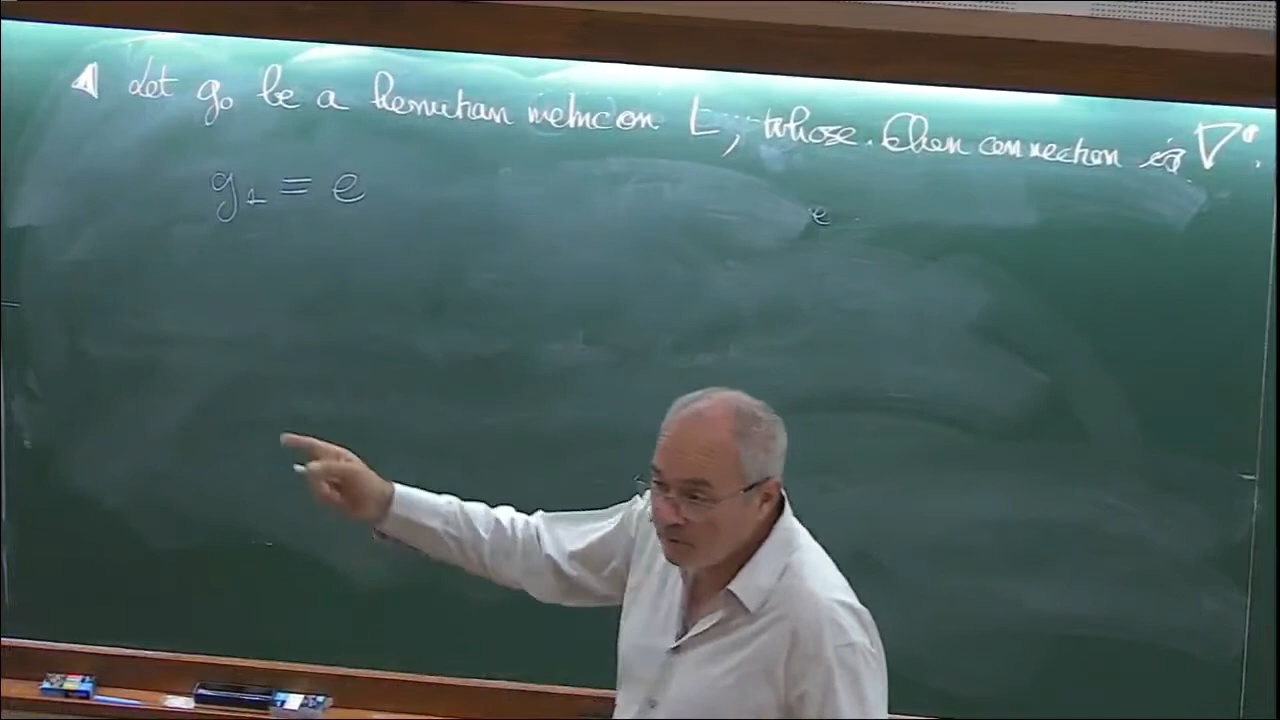 Let g₀ be a hermitian metric on L, whose Chern connection is ∇⁰.
g₁ = e
e